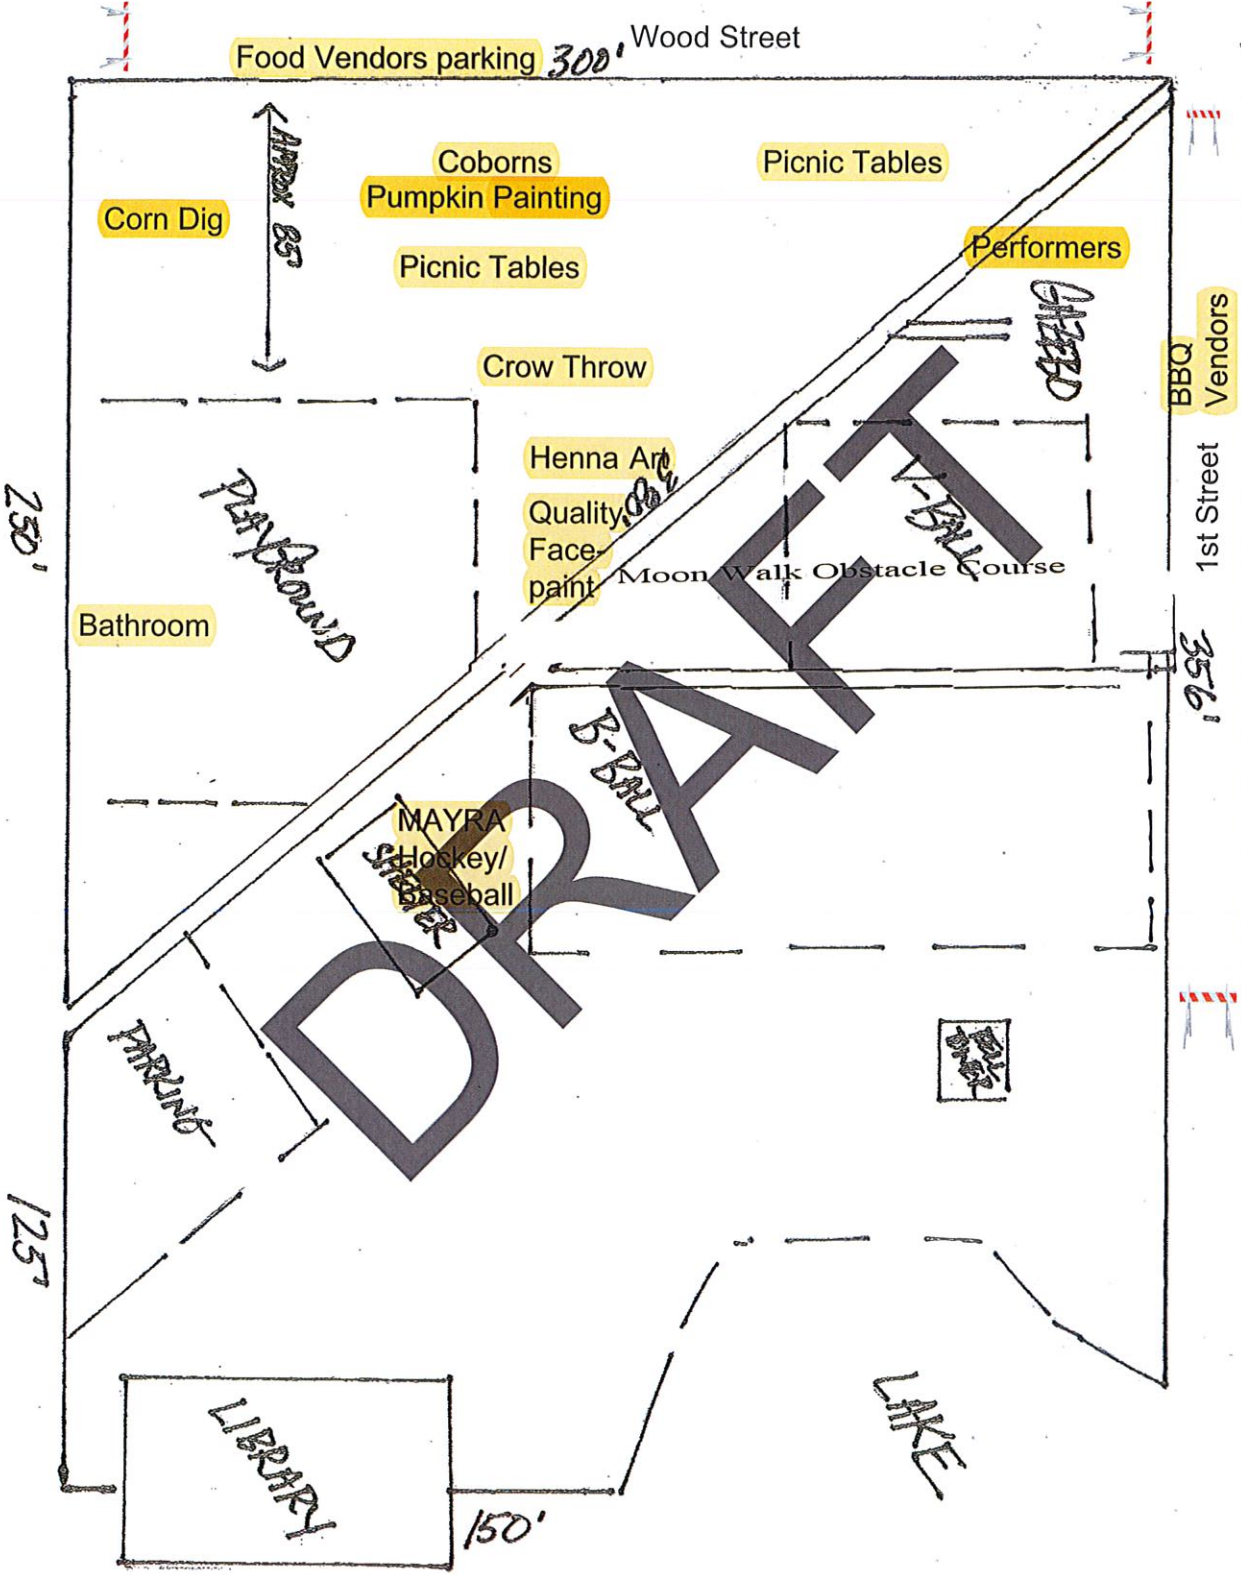 Wood Street
Food Vendors parking 300'
APPROX 85'
Coborns
Pumpkin Painting
Picnic Tables
Corn Dig
Picnic Tables
Performers
GAZEBO
BBQ
Vendors
1st Street
Crow Throw
Henna Art
Quality
Face-
paint
V-BALL
Moon Walk Obstacle Course
PLAYGROUND
250'
Bathroom
356'
B-BALL
MAYRA
Hockey/
Baseball
SHELTER
DRAFT
PARKING
125'
LIBRARY
150'
LAKE